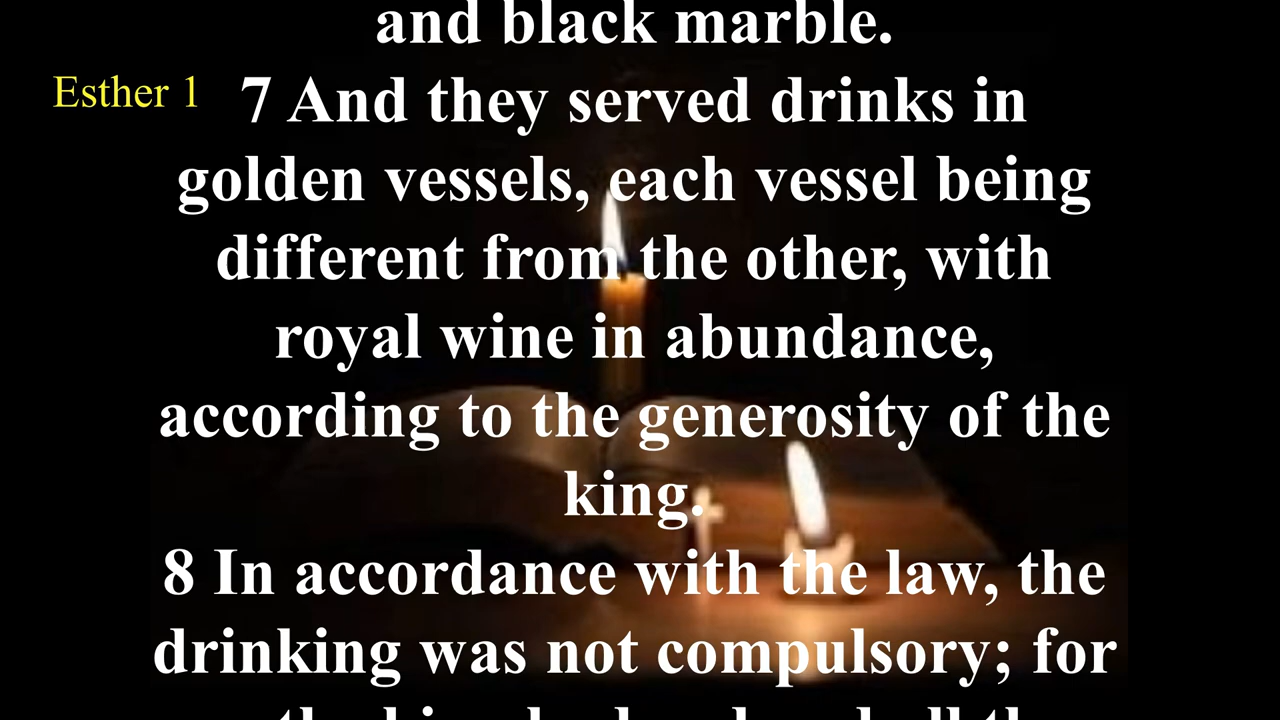 and black marble.
Esther 1
7 And they served drinks in
golden vessels, each vessel being
different from the other, with
royal wine in abundance,
according to the generosity of the
king.
8 In accordance with the law, the
drinking was not compulsory; for